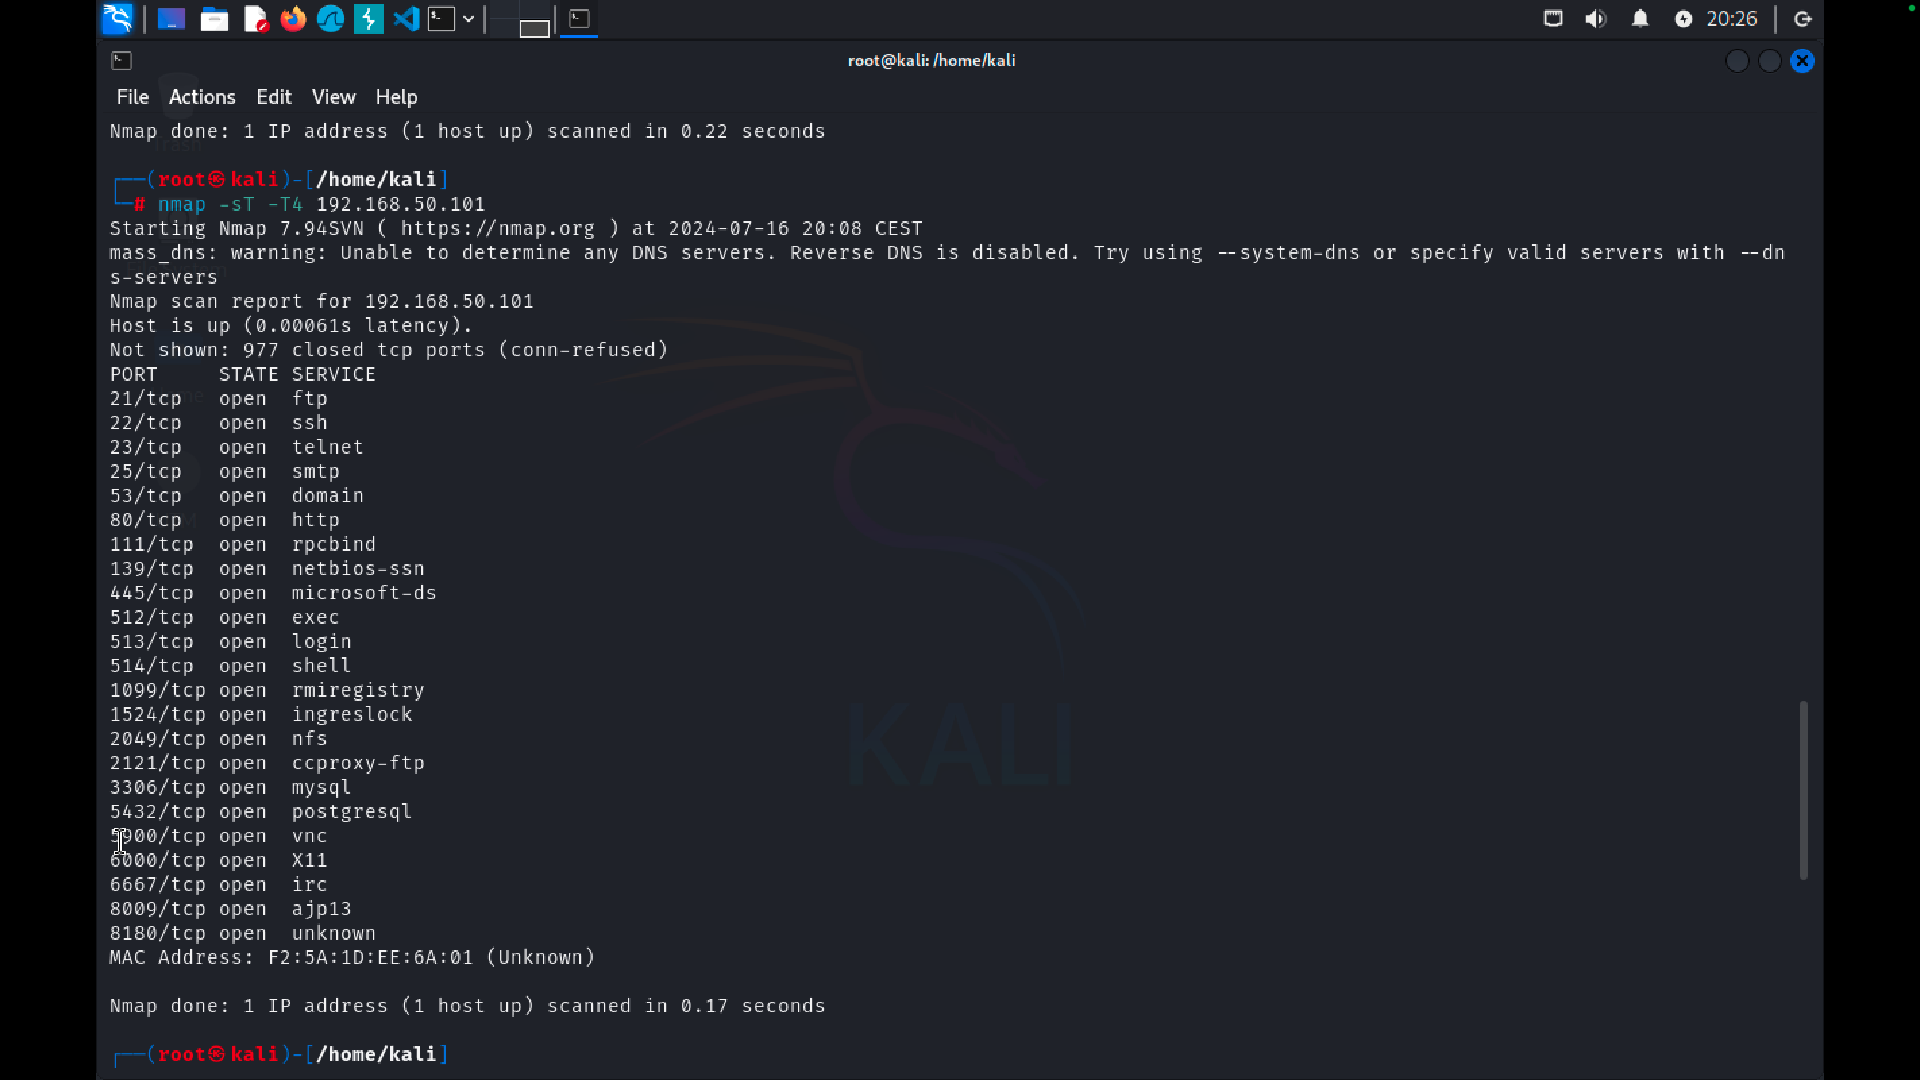 20:26
root@kali: /home/kali
File Actions Edit View Help
Nmap done: 1 IP address (1 host up) scanned in 0.22 seconds
(root㉿kali)-[/home/kali]
# nmap -sT -T4 192.168.50.101
Starting Nmap 7.94SVN ( https://nmap.org ) at 2024-07-16 20:08 CEST
mass_dns: warning: Unable to determine any DNS servers. Reverse DNS is disabled. Try using --system-dns or specify valid servers with --dn
s-servers
Nmap scan report for 192.168.50.101
Host is up (0.00061s latency).
Not shown: 977 closed tcp ports (conn-refused)
PORT     STATE SERVICE
21/tcp   open  ftp
22/tcp   open  ssh
23/tcp   open  telnet
25/tcp   open  smtp
53/tcp   open  domain
80/tcp   open  http
111/tcp  open  rpcbind
139/tcp  open  netbios-ssn
445/tcp  open  microsoft-ds
512/tcp  open  exec
513/tcp  open  login
514/tcp  open  shell
1099/tcp open  rmiregistry
1524/tcp open  ingreslock
2049/tcp open  nfs
2121/tcp open  ccproxy-ftp
3306/tcp open  mysql
5432/tcp open  postgresql
5900/tcp open  vnc
6000/tcp open  X11
6667/tcp open  irc
8009/tcp open  ajp13
8180/tcp open  unknown
MAC Address: F2:5A:1D:EE:6A:01 (Unknown)
Nmap done: 1 IP address (1 host up) scanned in 0.17 seconds
(root㉿kali)-[/home/kali]
KALI
Trash